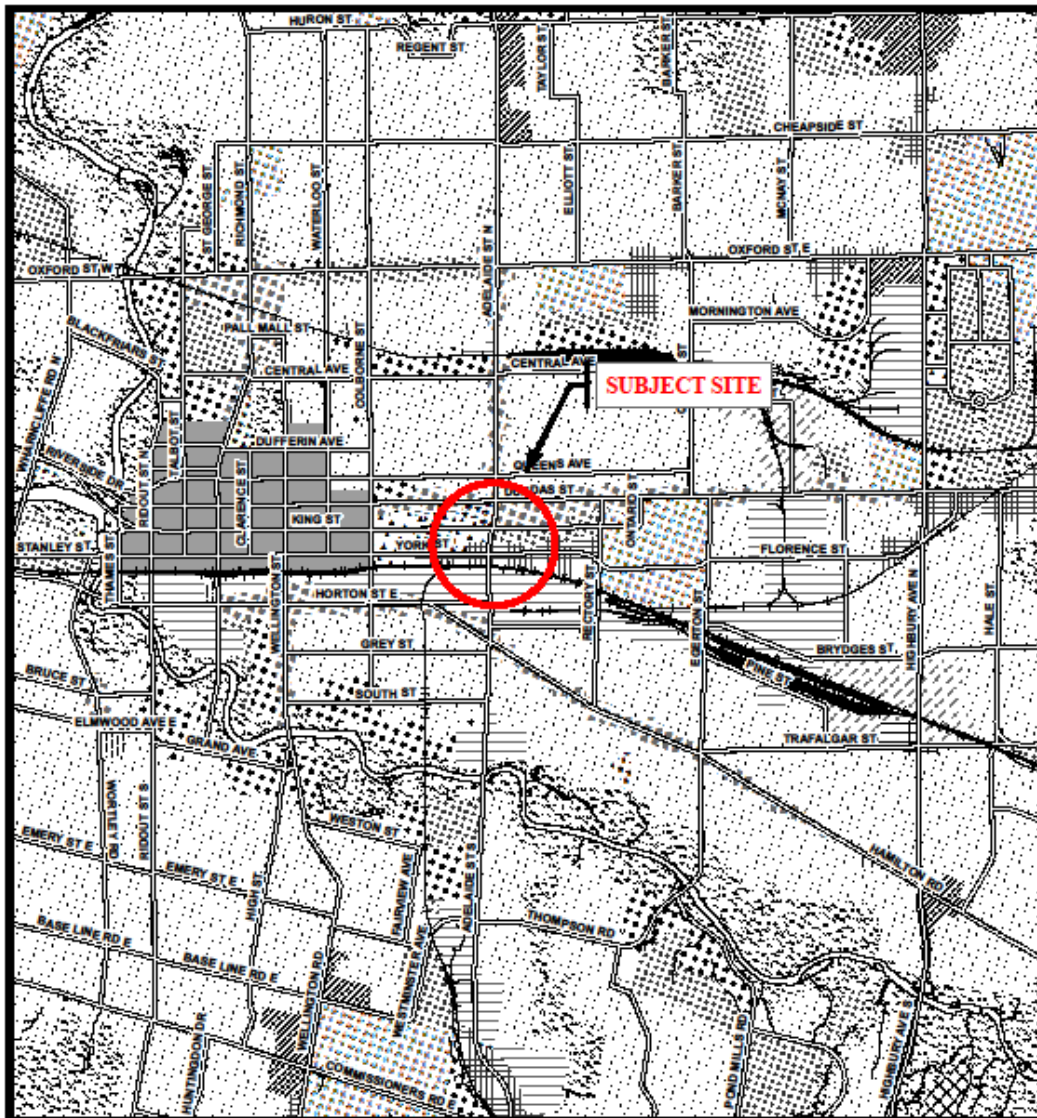 HURON ST
REGENT ST
TAYLOR ST
BARKER ST
CHEAPSIDE ST
ST GEORGE ST
RICHMOND ST
WATERLOO ST
ELLIOTT ST
BARKER ST
MCNAY ST
ADELAIDE ST N
OXFORD ST W
OXFORD ST E
BLACKFRIARS ST
PALL MALL ST
COLBORNE ST
MORNINGTON AVE
CENTRAL AVE
CENTRAL AVE
ST
SUBJECT SITE
WHARNCLIFFE RD N
TALBOT ST
DUFFERIN AVE
RIVERSIDE DR
RIDOUT ST N
CLARENCE ST
QUEENS AVE
DUNDAS ST
KING ST
ONTARIO ST
STANLEY ST
THAMES ST
YORK ST
FLORENCE ST
WELLINGTON ST
HORTON ST E
RECTORY ST
EGERTON ST
HIGHBURY AVE N
HALE ST
GREY ST
BRYDGES ST
BRUCE ST
SOUTH ST
PINE ST
ELMWOOD AVE E
GRAND AVE
TRAFALGAR ST
WORTLEY RD
RIDOUT ST S
WESTON ST
EMERY ST E
EMERY ST E
HIGH ST
FAIRVIEW AVE
ADELAIDE ST S
HAMILTON RD
BASE LINE RD E
BASE LINE RD E
THOMPSON RD
WELLINGTON RD
WESTMINSTER AVE
HUNTINGDON DR
COMMISSIONERS RD E
POND MILLS RD
HIGHBURY AVE S